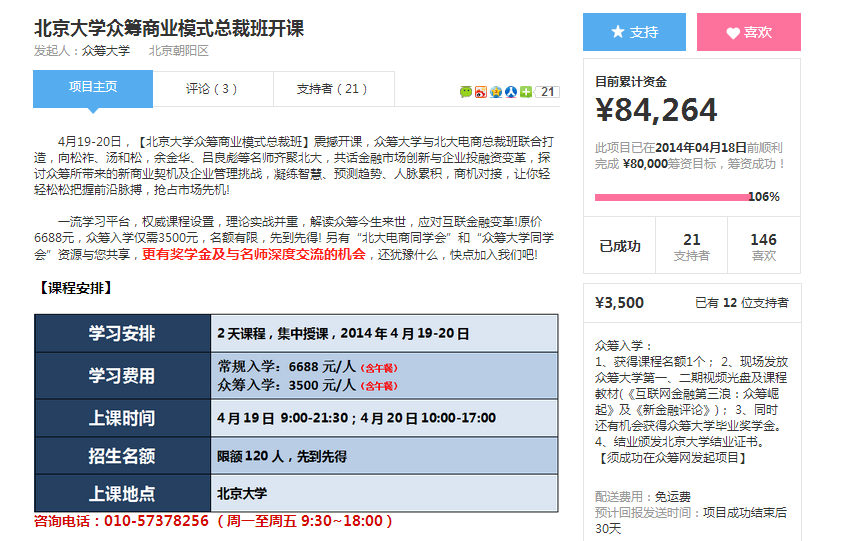 北京大学众筹商业模式总裁班开课
发起人：众筹大学 北京朝阳区
项目主页 评论（3） 支持者（21）
21
4月19-20日，【北京大学众筹商业模式总裁班】震撼开课，众筹大学与北大电商总裁班联合打
造，向松祚、汤和松，余金华、吕良彪等名师齐聚北大，共话金融市场创新与企业投融资变革，探
讨众筹所带来的新商业契机及企业管理挑战，凝练智慧、预测趋势、人脉累积，商机对接，让你轻
轻松松把握前沿脉搏，抢占市场先机!
一流学习平台，权威课程设置，理论实战并重，解读众筹今生来世，应对互联金融变革!原价
6688元，众筹入学仅需3500元，名额有限，先到先得! 另有“北大电商同学会”和“众筹大学同学
会”资源与您共享，更有奖学金及与名师深度交流的机会，还犹豫什么，快点加入我们吧!
【课程安排】
学习安排 2天课程，集中授课，2014年4月19-20日
学习费用 常规入学：6688 元/人（含午餐）
众筹入学：3500 元/人（含午餐）
上课时间 4月19日 9:00-21:30；4月20日10:00-17:00
招生名额 限额120人，先到先得
上课地点 北京大学
咨询电话：010-57378256 （周一至周五 9:30~18:00）
支持 喜欢
目前累计资金
¥84,264
此项目已在2014年04月18日前顺利
完成 ¥80,000筹资目标，筹资成功！
106%
已成功 21 146
支持者 喜欢
¥3,500 已有 12 位支持者
众筹入学：
1、获得课程名额1个； 2、现场发放
众筹大学第一、二期视频光盘及课程
教材(《互联网金融第三浪：众筹崛
起》及《新金融评论》)； 3、同时
还有机会获得众筹大学毕业奖学金。
4、结业颁发北京大学结业证书。
【须成功在众筹网发起项目】
配送费用：免运费
预计回报发送时间：项目成功结束后
30天